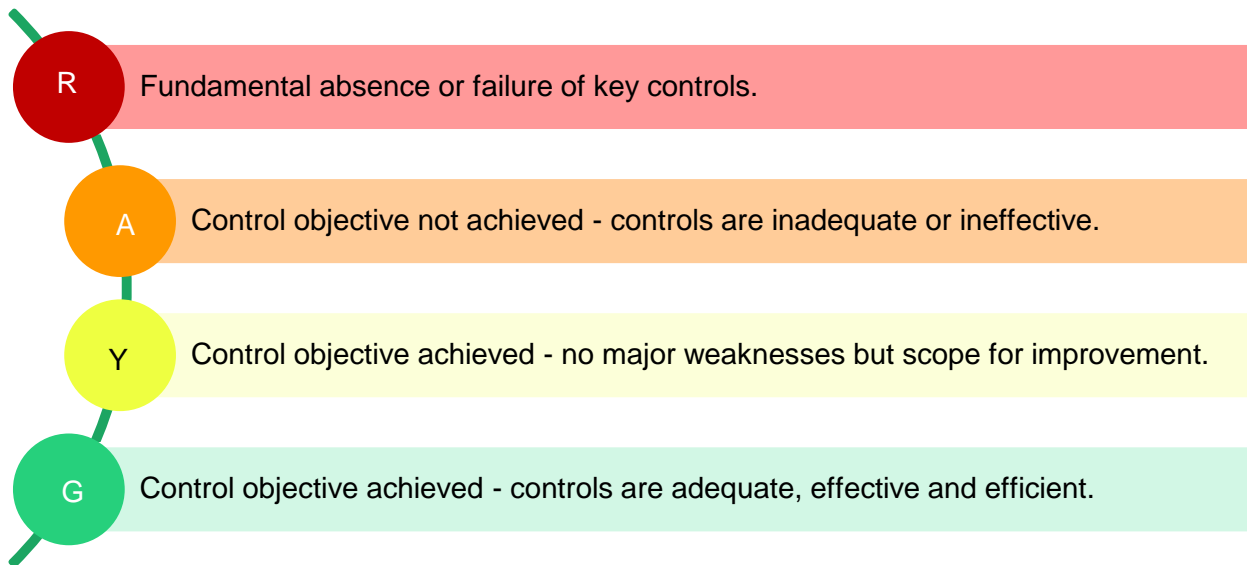 R
Fundamental absence or failure of key controls.
A
Control objective not achieved - controls are inadequate or ineffective.
Y
Control objective achieved - no major weaknesses but scope for improvement.
G
Control objective achieved - controls are adequate, effective and efficient.